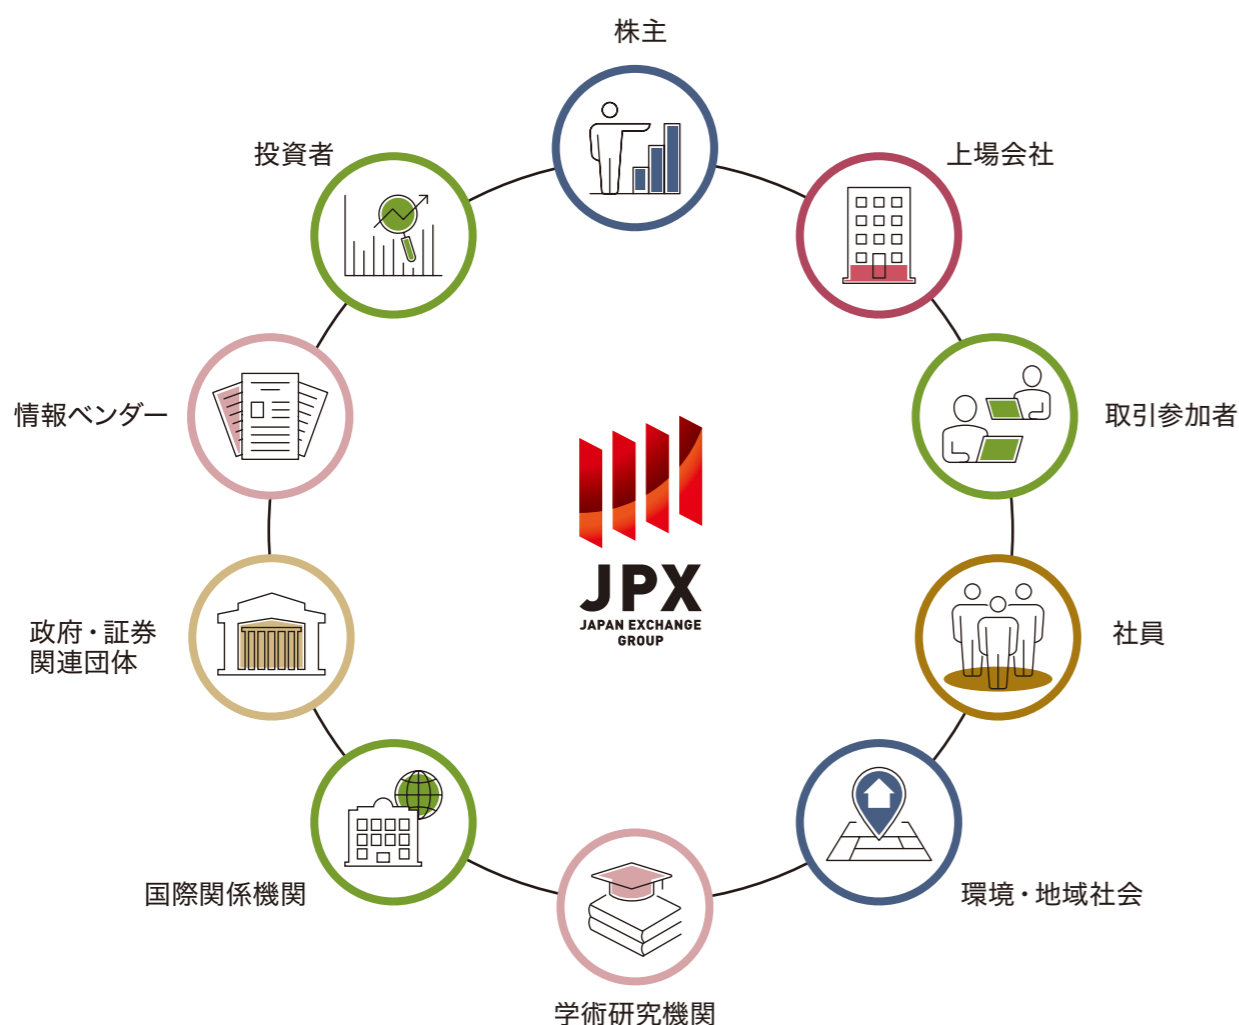 株主
投資者
上場会社
情報ベンダー
取引参加者
JPX
JAPAN EXCHANGE
GROUP
政府・証券
関連団体
社員
国際関係機関
環境・地域社会
学術研究機関